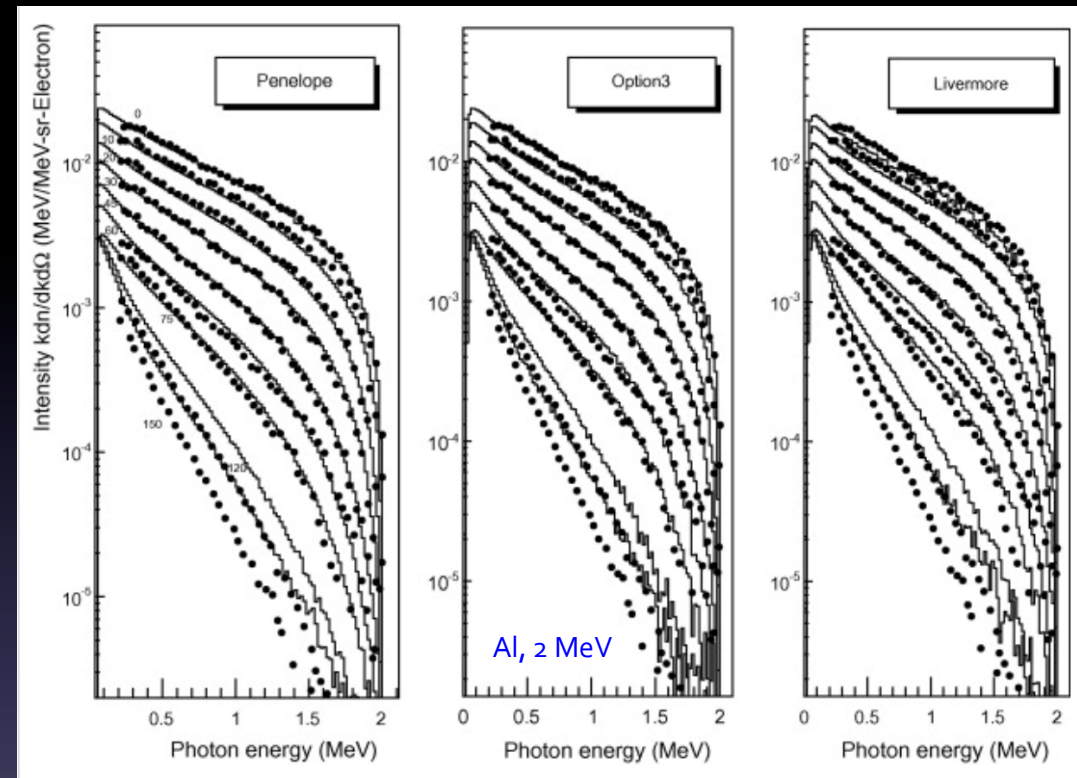 Intensity kdn/dkdΩ (MeV/MeV-sr-Electron)
Penelope
10⁻²
10⁻³
10⁻⁴
10⁻⁵
0
10
20
30
45
60
75
150
120
0.5 1 1.5 2
Photon energy (MeV)
Option3
10⁻²
10⁻³
10⁻⁴
10⁻⁵
Al, 2 MeV
0 0.5 1 1.5 2
Photon energy (MeV)
Livermore
10⁻²
10⁻³
10⁻⁴
10⁻⁵
0 0.5 1 1.5 2
Photon energy (MeV)